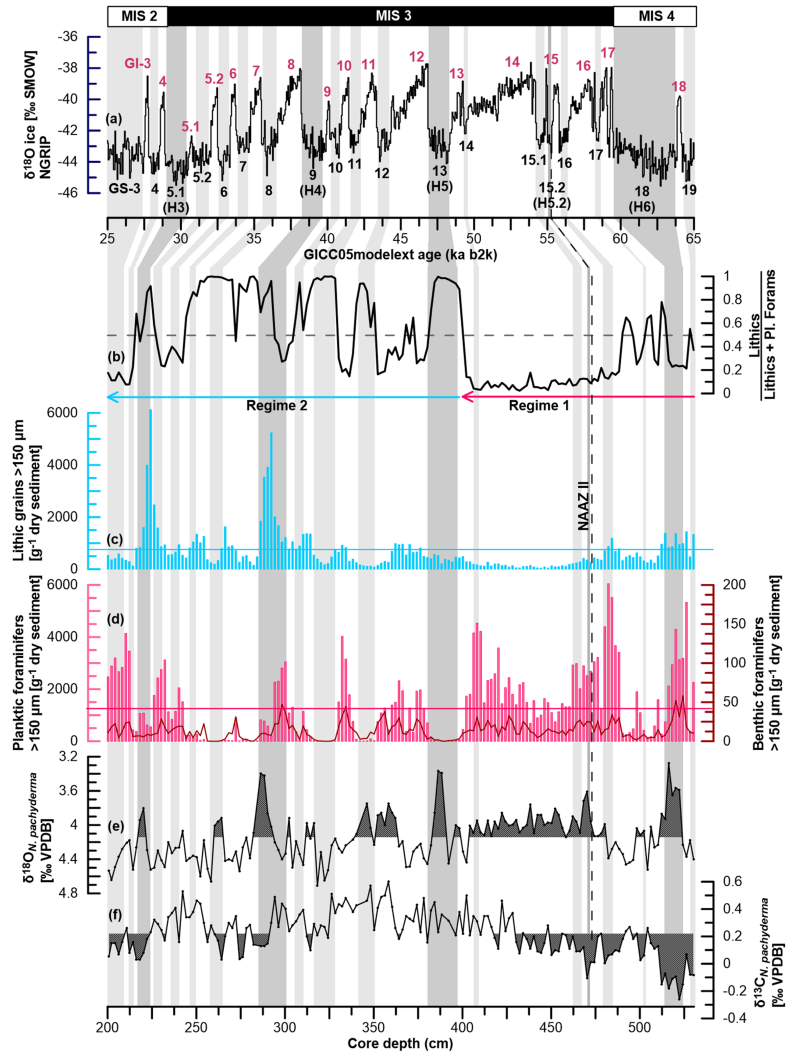 MIS 2 MIS 3 MIS 4
-36
-38
-40
-42
-44
-46
δ18O ice [‰ SMOW]
NGRIP
(a)
GI-3 4 5.1 5.2 6 7 8 9 10 11 12 13 14 15 16 17 18
GS-3 4 5.1 (H3) 5.2 6 7 8 9 (H4) 10 11 12 13 (H5) 14 15.1 15.2 (H5.2) 16 17 18 (H6) 19
25 30 35 40 45 50 55 60 65
GICC05modelext age (ka b2k)
(b)
1
0.8
0.6
0.4
0.2
0
Lithics
Lithics + Pl. Forams
Regime 2 Regime 1
6000
4000
2000
0
Lithic grains >150 µm
[g-1 dry sediment]
(c)
NAAZ II
6000
4000
2000
0
Planktic foraminifers
>150 µm [g-1 dry sediment]
(d)
200
150
100
50
0
Benthic foraminifers
>150 µm [g-1 dry sediment]
3.2
3.6
4
4.4
4.8
δ18O N. pachyderma
[‰ VPDB]
(e)
(f)
0.6
0.4
0.2
0
-0.2
-0.4
δ13C N. pachyderma
[‰ VPDB]
200 250 300 350 400 450 500
Core depth (cm)